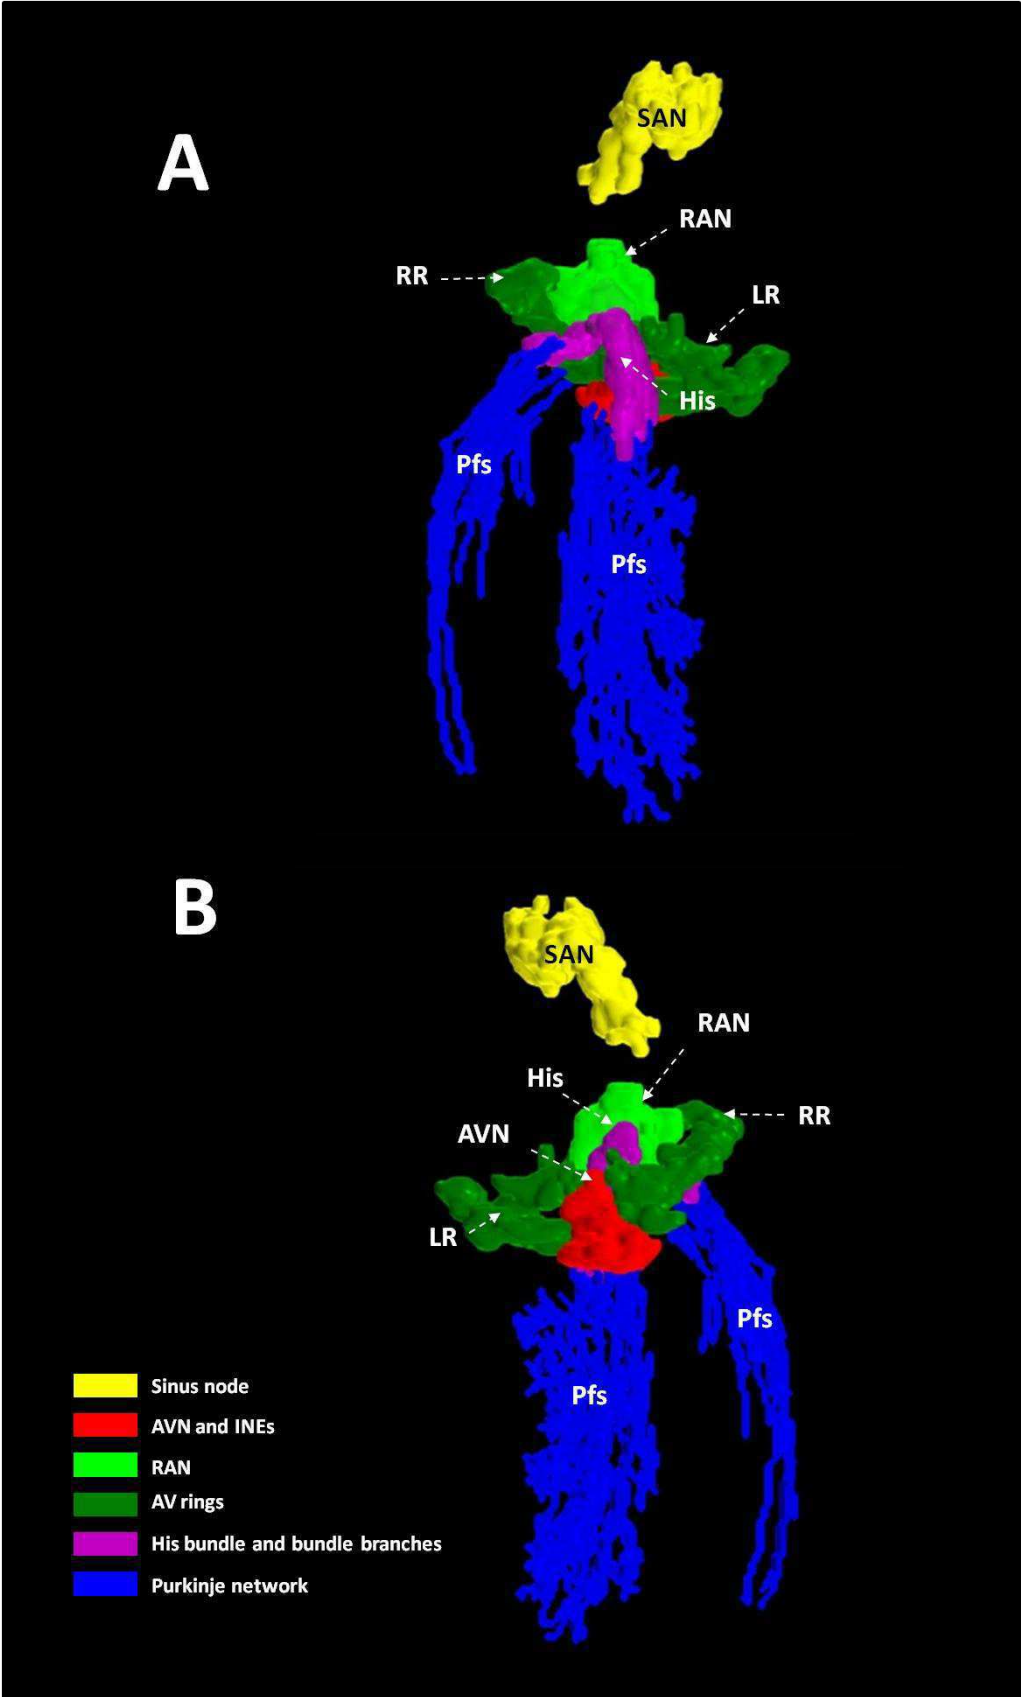 A
SAN
RAN
RR
LR
His
Pfs
Pfs
B
SAN
RAN
His
RR
AVN
LR
Pfs
Pfs
Sinus node
AVN and INEs
RAN
AV rings
His bundle and bundle branches
Purkinje network